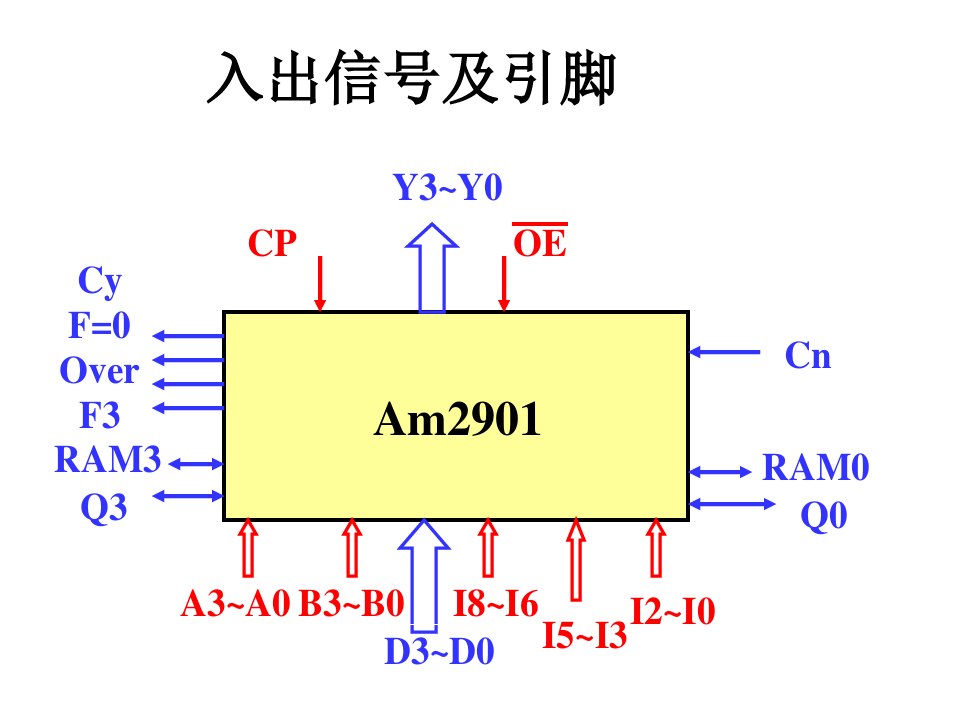 入出信号及引脚
Y3~Y0
CP
OE
Cy
F=0
Over
F3
RAM3
Q3
Am2901
Cn
RAM0
Q0
A3~A0
B3~B0
I8~I6
I5~I3
I2~I0
D3~D0